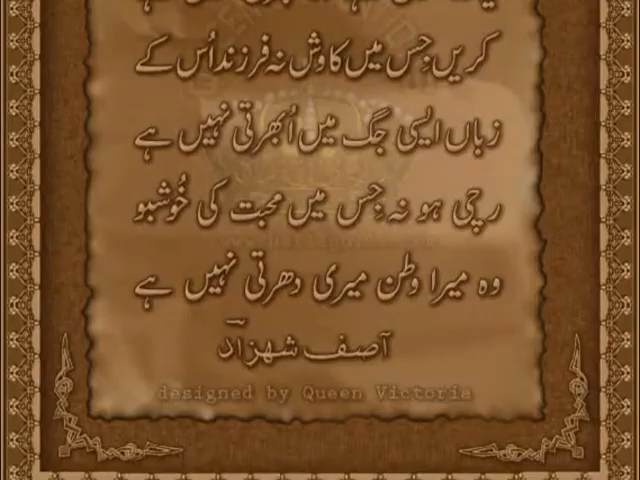 کریں جس میں کاوش نہ فرزند اُس کے
زباں ایسی جگ میں اُبھرتی نہیں ہے
رچی ہو نہ جس میں محبت کی خُوشبو
وہ میرا وطن میری دھرتی نہیں ہے
آصف شہزاد
designed by Queen Victoria